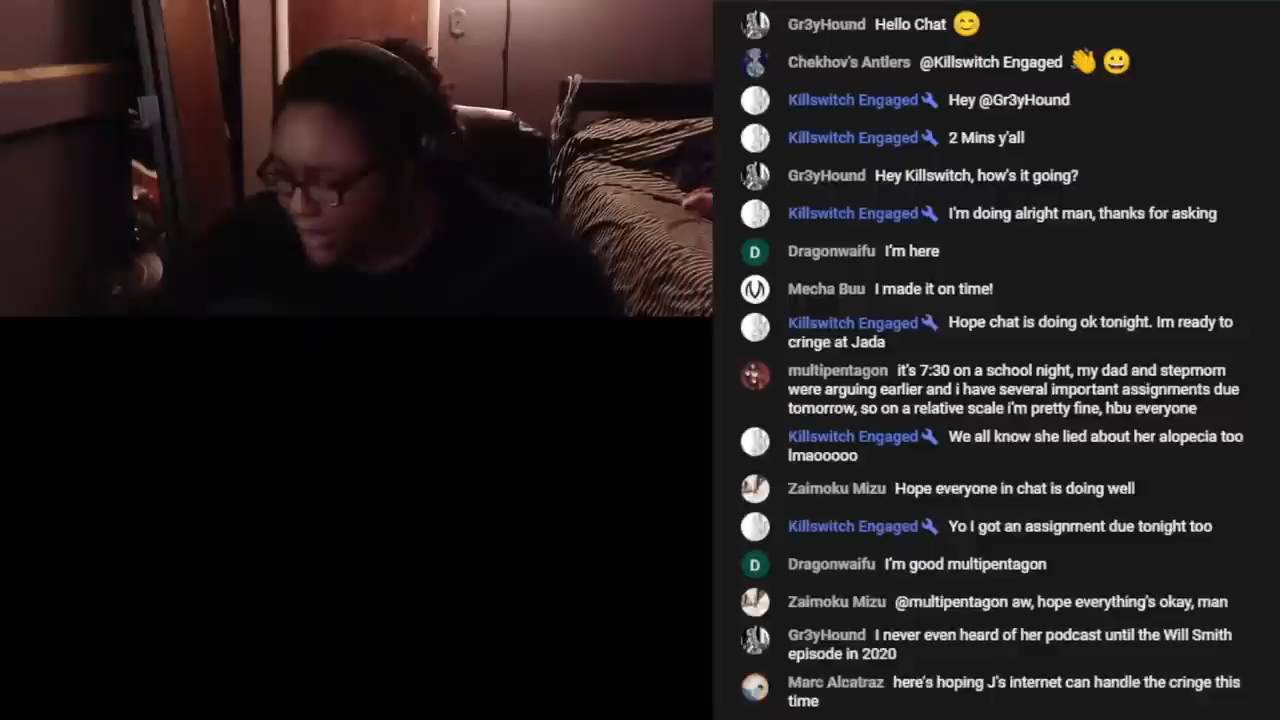 Gr3yHound Hello Chat 😊
Chekhov's Antlers @Killswitch Engaged 👋 😀
Killswitch Engaged Hey @Gr3yHound
Killswitch Engaged 2 Mins y'all
Gr3yHound Hey Killswitch, how's it going?
Killswitch Engaged I'm doing alright man, thanks for asking
D Dragonwaifu I'm here
Mecha Buu I made it on time!
Killswitch Engaged Hope chat is doing ok tonight. Im ready to
cringe at Jada
multipentagon it's 7:30 on a school night, my dad and stepmom
were arguing earlier and i have several important assignments due
tomorrow, so on a relative scale i'm pretty fine, hbu everyone
Killswitch Engaged We all know she lied about her alopecia too
lmaooooo
Zaimoku Mizu Hope everyone in chat is doing well
Killswitch Engaged Yo I got an assignment due tonight too
D Dragonwaifu I'm good multipentagon
Zaimoku Mizu @multipentagon aw, hope everything's okay, man
Gr3yHound I never even heard of her podcast until the Will Smith
episode in 2020
Marc Alcatraz here's hoping J's internet can handle the cringe this
time